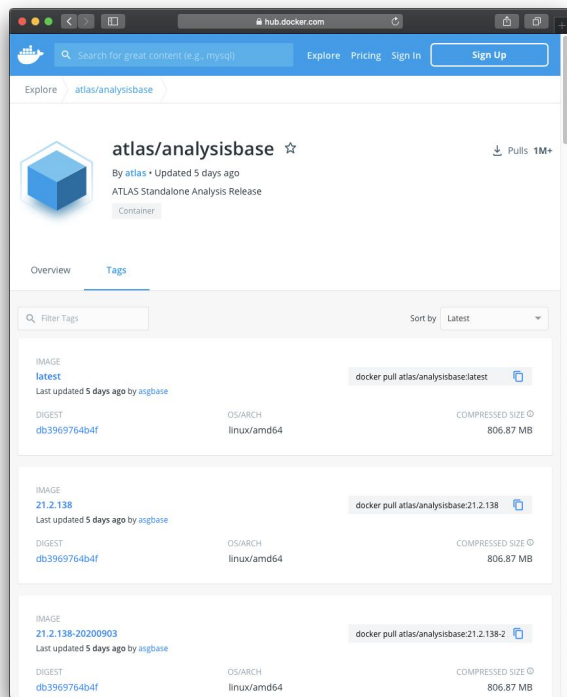 hub.docker.com
Search for great content (e.g., mysql)
Explore Pricing Sign In Sign Up
Explore atlas/analysisbase
atlas/analysisbase
Pulls 1M+
By atlas • Updated 5 days ago
ATLAS Standalone Analysis Release
Container
Overview Tags
Filter Tags
Sort by Latest
IMAGE
latest
docker pull atlas/analysisbase:latest
Last updated 5 days ago by asgbase
DIGEST OS/ARCH COMPRESSED SIZE
db3969764b4f linux/amd64 806.87 MB
IMAGE
21.2.138
docker pull atlas/analysisbase:21.2.138
Last updated 5 days ago by asgbase
DIGEST OS/ARCH COMPRESSED SIZE
db3969764b4f linux/amd64 806.87 MB
IMAGE
21.2.138-20200903
docker pull atlas/analysisbase:21.2.138-2
Last updated 5 days ago by asgbase
DIGEST OS/ARCH COMPRESSED SIZE
db3969764b4f linux/amd64 806.87 MB